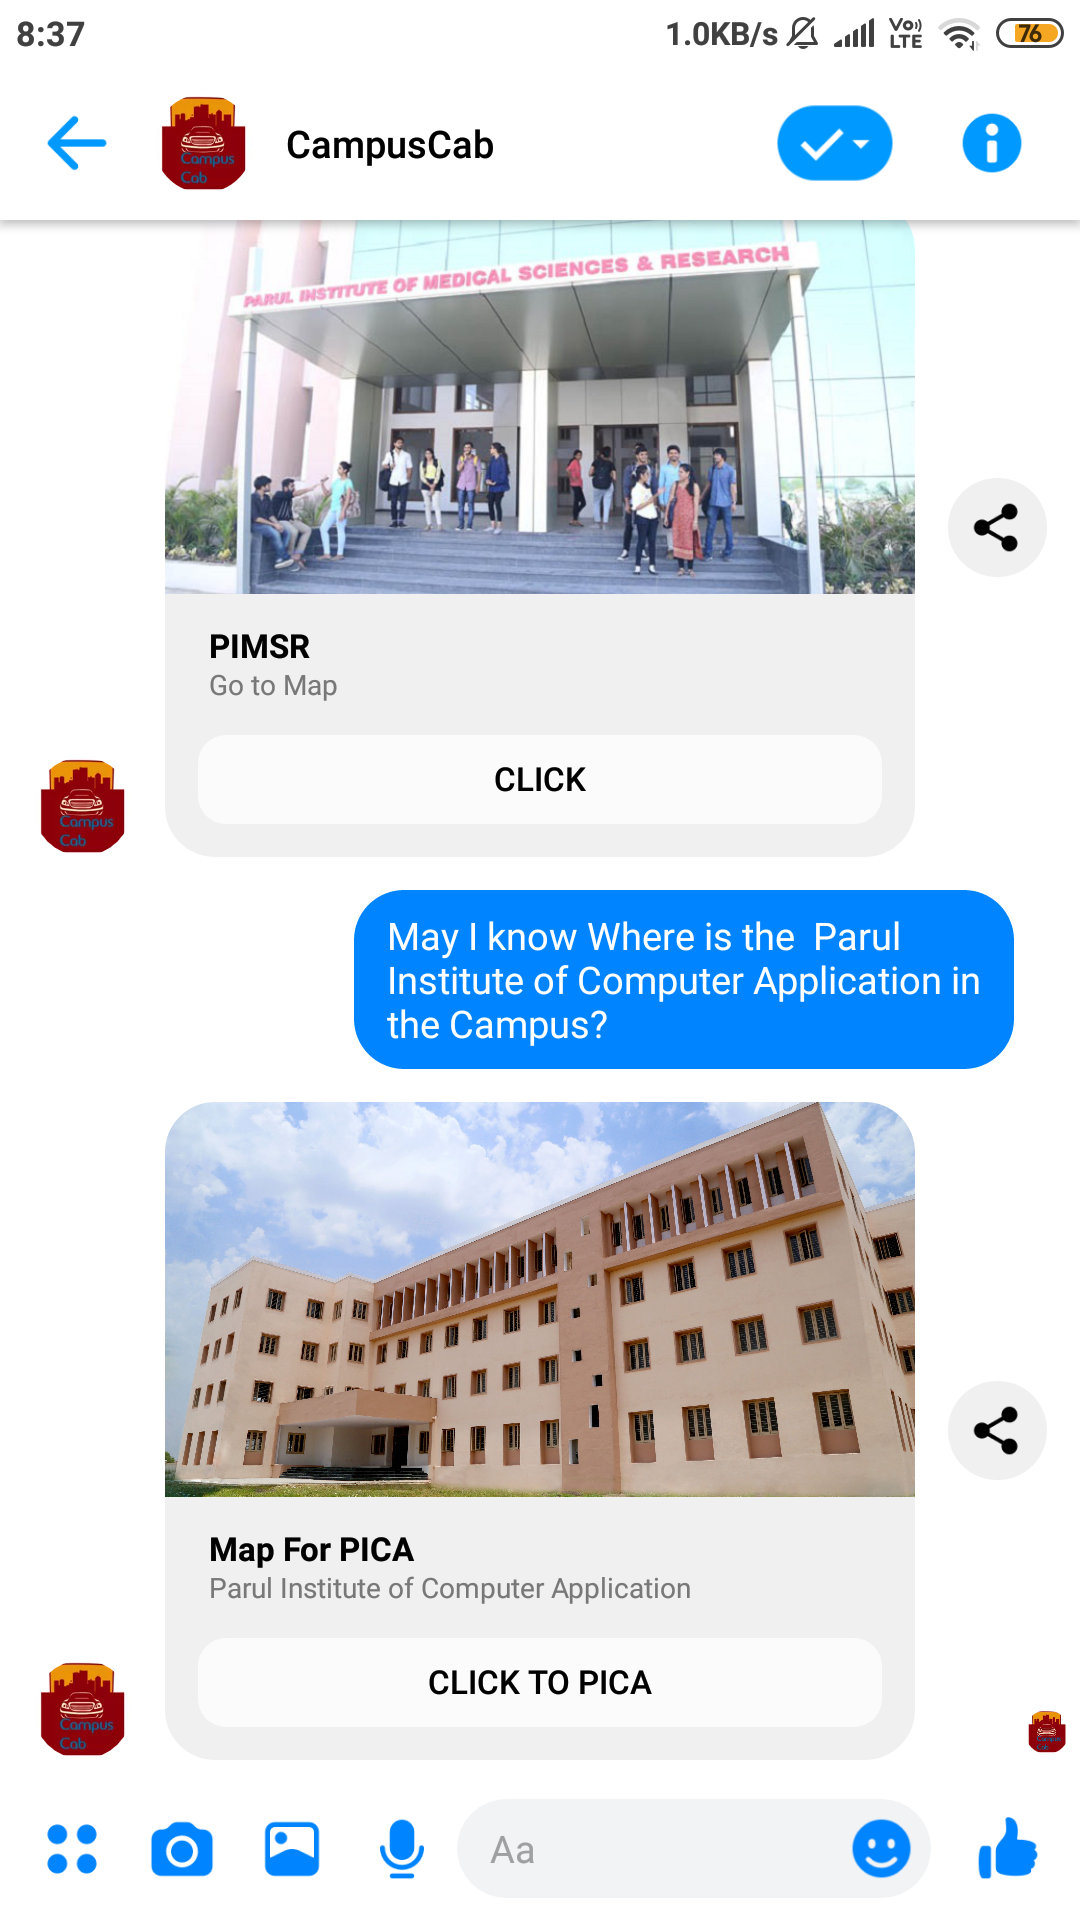 8:37
1.0KB/s
Vo))
LTE
76
Campus
Cab
CampusCab
PARUL INSTITUTE OF MEDICAL SCIENCES & RESEARCH
PIMSR
Go to Map
CLICK
Campus
Cab
May I know Where is the  Parul
Institute of Computer Application in
the Campus?
Map For PICA
Parul Institute of Computer Application
CLICK TO PICA
Campus
Cab
Campus
Cab
Aa